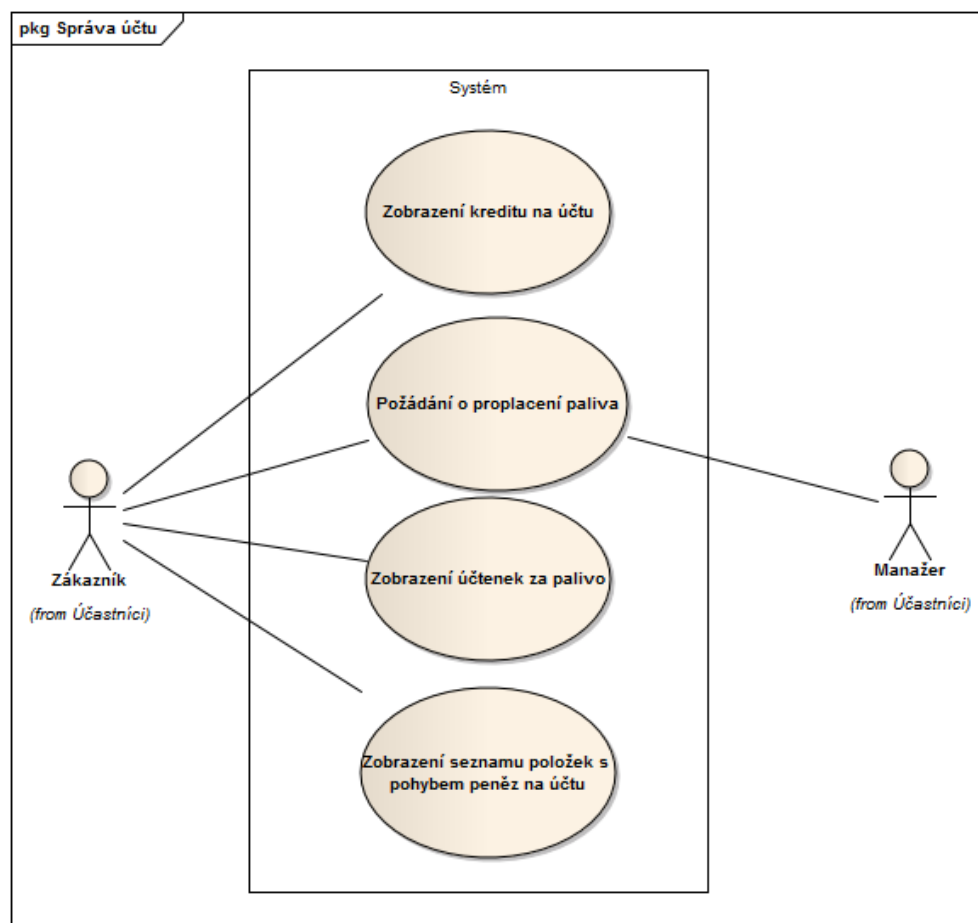 pkg Správa účtu
Systém
Zobrazení kreditu na účtu
Požádání o proplacení paliva
Zákazník
(from Účastníci)
Manažer
(from Účastníci)
Zobrazení účtenek za palivo
Zobrazení seznamu položek s
pohybem peněz na účtu